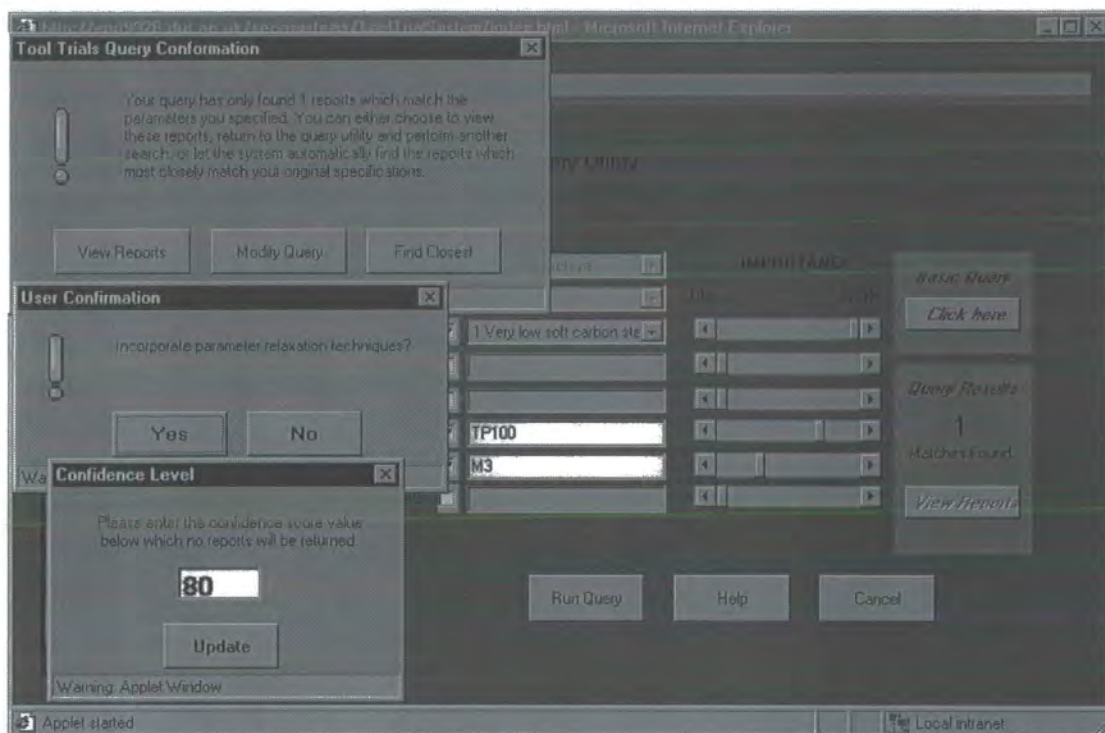 Microsoft Internet Explorer
Tool Trials Query Conformation
Your query has only found 1 reports which match the
parameters you specified. You can either choose to view
these reports, return to the query utility and perform another
search, or let the system automatically find the reports which
most closely match your original specifications.
View Reports
Modify Query
Find Closest
Utility
IMPORTANCE
User Confirmation
Incorporate parameter relaxation techniques?
Yes
No
1 Very low soft carbon ste
TP100
M3
Basic Query
Click here
Query Results
1
Matches Found
View Reports
Confidence Level
Please enter the confidence score value
below which no reports will be returned.
80
Update
Warning: Applet Window
Run Query
Help
Cancel
Applet started
Local intranet